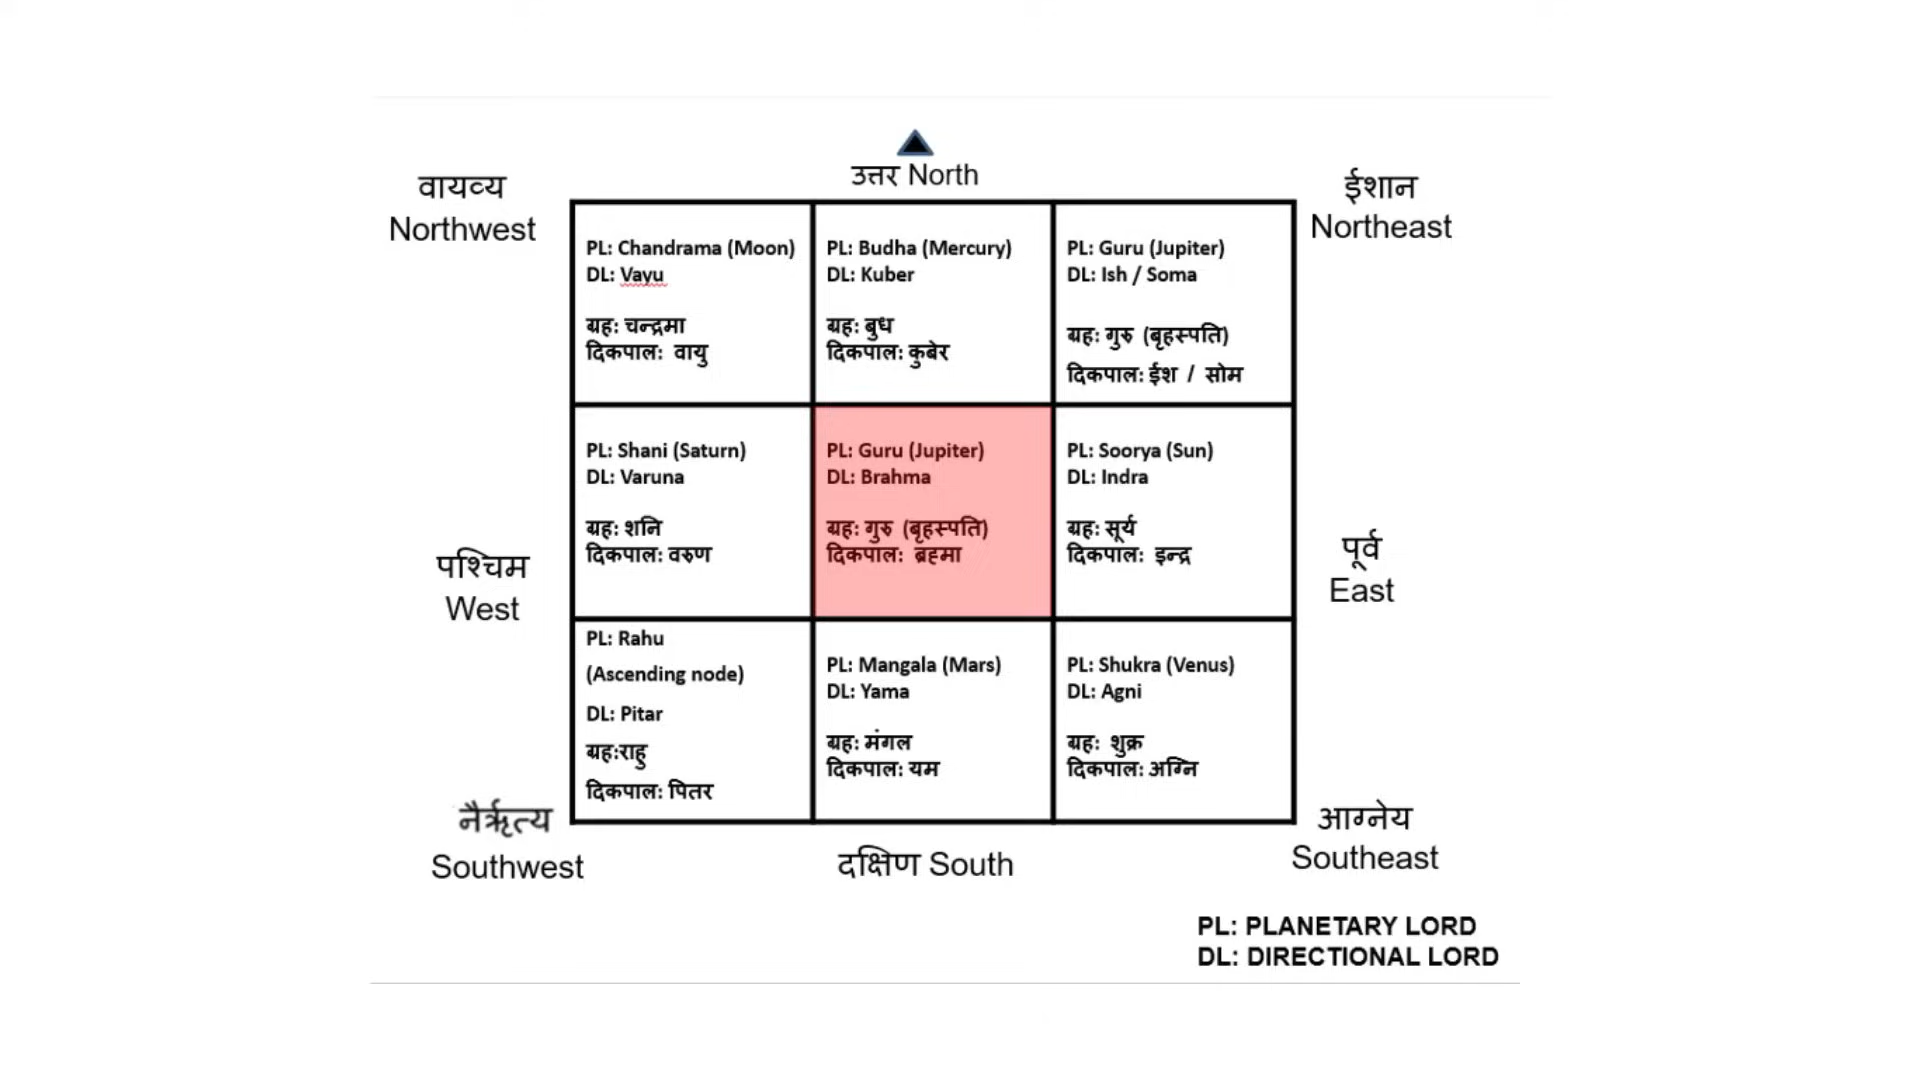 उत्तर North
वायव्य
Northwest
ईशान
Northeast
PL: Chandrama (Moon)
DL: Vayu
ग्रह: चन्द्रमा
दिकपाल: वायु
PL: Budha (Mercury)
DL: Kuber
ग्रह: बुध
दिकपाल: कुबेर
PL: Guru (Jupiter)
DL: Ish / Soma
ग्रह: गुरु (बृहस्पति)
दिकपाल: ईश / सोम
पश्चिम
West
PL: Shani (Saturn)
DL: Varuna
ग्रह: शनि
दिकपाल: वरुण
PL: Guru (Jupiter)
DL: Brahma
ग्रह: गुरु (बृहस्पति)
दिकपाल: ब्रह्मा
PL: Soorya (Sun)
DL: Indra
ग्रह: सूर्य
दिकपाल: इन्द्र
पूर्व
East
PL: Rahu
(Ascending node)
DL: Pitar
ग्रह:राहु
दिकपाल: पितर
PL: Mangala (Mars)
DL: Yama
ग्रह: मंगल
दिकपाल: यम
PL: Shukra (Venus)
DL: Agni
ग्रह: शुक्र
दिकपाल: अग्नि
नैर्ऋत्य
Southwest
दक्षिण South
आग्नेय
Southeast
PL: PLANETARY LORD
DL: DIRECTIONAL LORD